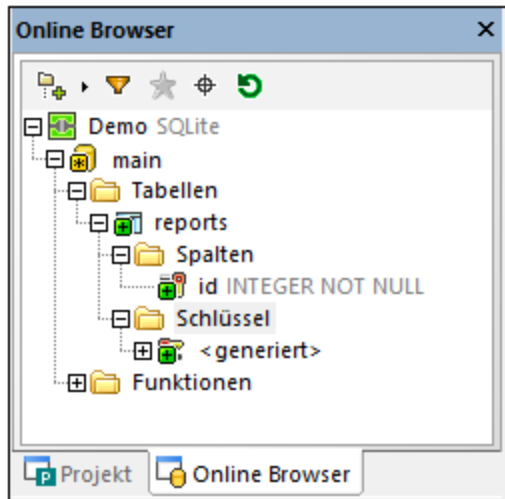 Online Browser
Demo SQLite
main
Tabellen
reports
Spalten
id INTEGER NOT NULL
Schlüssel
<generiert>
Funktionen
Projekt Online Browser